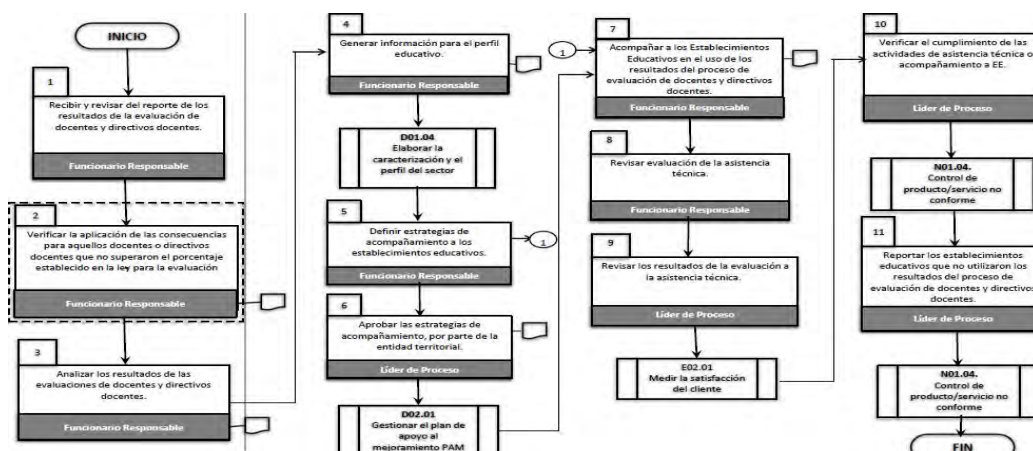 INICIO
1
Recibir y revisar del reporte de los
resultados de la evaluación de
docentes y directivos docentes.
Funcionario Responsable
2
Verificar la aplicación de las consecuencias
para aquellos docentes o directivos
docentes que no superaron el porcentaje
establecido en la ley para la evaluación
Funcionario Responsable
3
Analizar los resultados de las
evaluaciones de docentes y directivos
docentes.
Funcionario Responsable
4
Generar información para el perfil
educativo.
Funcionario Responsable
D01.04
Elaborar la
caracterización y el
perfil del sector
5
Definir estrategias de
acompañamiento a los
establecimientos educativos.
Funcionario Responsable
1
6
Aprobar las estrategias de
acompañamiento, por parte de la
entidad territorial.
Líder de Proceso
D02.01
Gestionar el plan de
apoyo al
mejoramiento PAM
1
7
Acompañar a los Establecimientos
Educativos en el uso de los
resultados del proceso de
evaluación de docentes y directivos
docentes.
Funcionario Responsable
8
Revisar evaluación de la asistencia
técnica.
Funcionario Responsable
9
Revisar los resultados de la evaluación a
la asistencia técnica.
Líder de Proceso
E02.01
Medir la satisfacción
del cliente
10
Verificar el cumplimiento de las
actividades de asistencia técnica o
acompañamiento a EE.
Líder de Proceso
N01.04.
Control de
producto/servicio no
conforme
11
Reportar los establecimientos
educativos que no utilizaron los
resultados del proceso de
evaluación de docentes y directivos
docentes.
Líder de Proceso
N01.04.
Control de
producto/servicio no
conforme
FIN